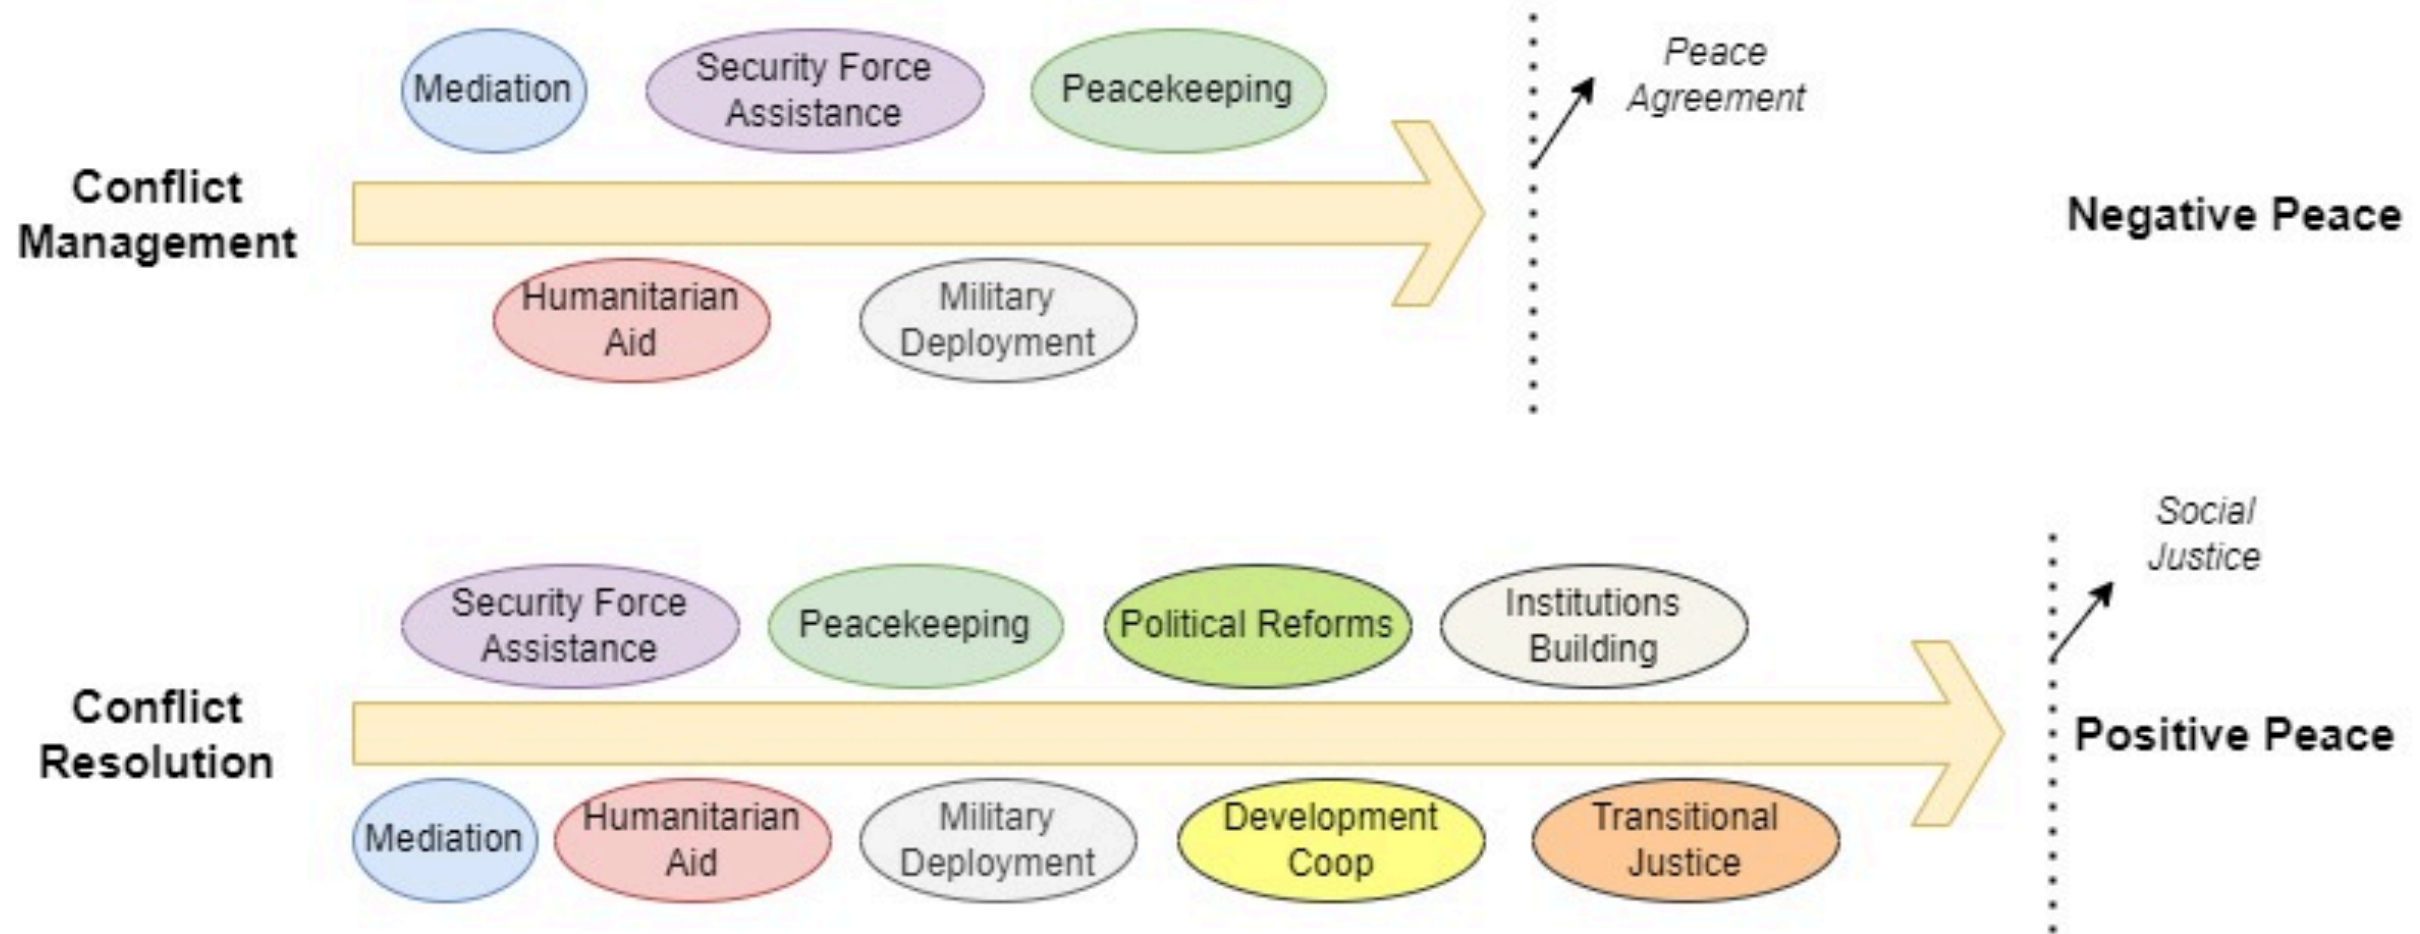 Mediation
Security Force
Assistance
Peacekeeping
Peace
Agreement
Conflict
Management
Negative Peace
Humanitarian
Aid
Military
Deployment
Social
Justice
Security Force
Assistance
Peacekeeping
Political Reforms
Institutions
Building
Conflict
Resolution
Positive Peace
Mediation
Humanitarian
Aid
Military
Deployment
Development
Coop
Transitional
Justice